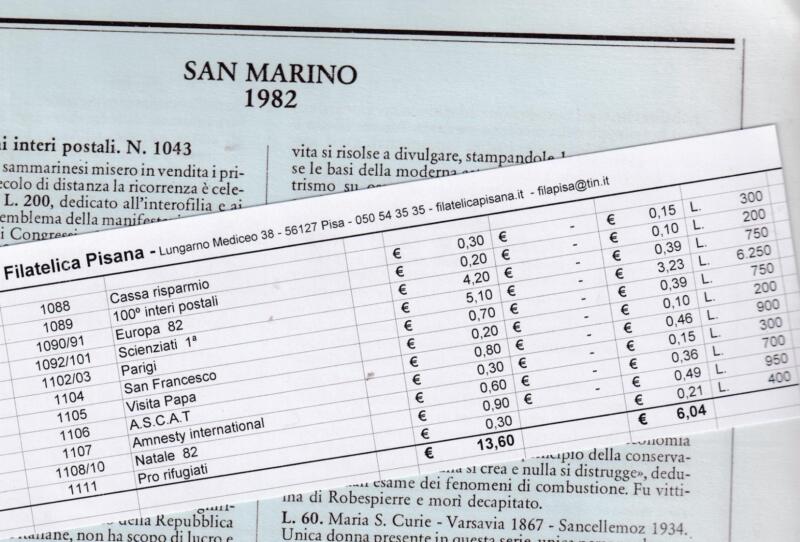 SAN MARINO
1982
ai interi postali. N. 1043
sammarinesi misero in vendita i pri-
ecolo di distanza la ricorrenza è cele-
L. 200, dedicato all'interofilia e ai
emblema della
i
vita si risolse a divulgare, stampandole
se le basi della moderna
trismo su
Filatelica Pisana - Lungarno Mediceo 38 - 56127 Pisa - 050 54 35 35 - filatelicapisana.it - filapisa@tin.it
1088 Cassa risparmio € 0,30 € - € 0,15 L. 300
1089 100º interi postali € 0,20 € - € 0,10 L. 200
1090/91 Europa 82 € 4,20 € - € 0,39 L. 750
1092/101 Scienziati 1ª € 5,10 € - € 3,23 L. 6.250
1102/03 Parigi € 0,70 € - € 0,39 L. 750
1104 San Francesco € 0,20 € - € 0,10 L. 200
1105 Visita Papa € 0,80 € - € 0,46 L. 900
1106 A.S.C.A.T € 0,30 € - € 0,15 L. 300
1107 Amnesty international € 0,60 € - € 0,36 L. 700
1108/10 Natale 82 € 0,90 € - € 0,49 L. 950
1111 Pro rifugiati € 0,30 € - € 0,21 L. 400
€ 13,60 € 6,04
della Repubblica
non ha scopo di lucro e
della conserva-
si crea e nulla si distrugge», dedu-
esame dei fenomeni di combustione. Fu vitti-
ma di Robespierre e morì decapitato.
L. 60. Maria S. Curie - Varsavia 1867 - Sancellemoz 1934.
Unica donna presente in questa serie, unica